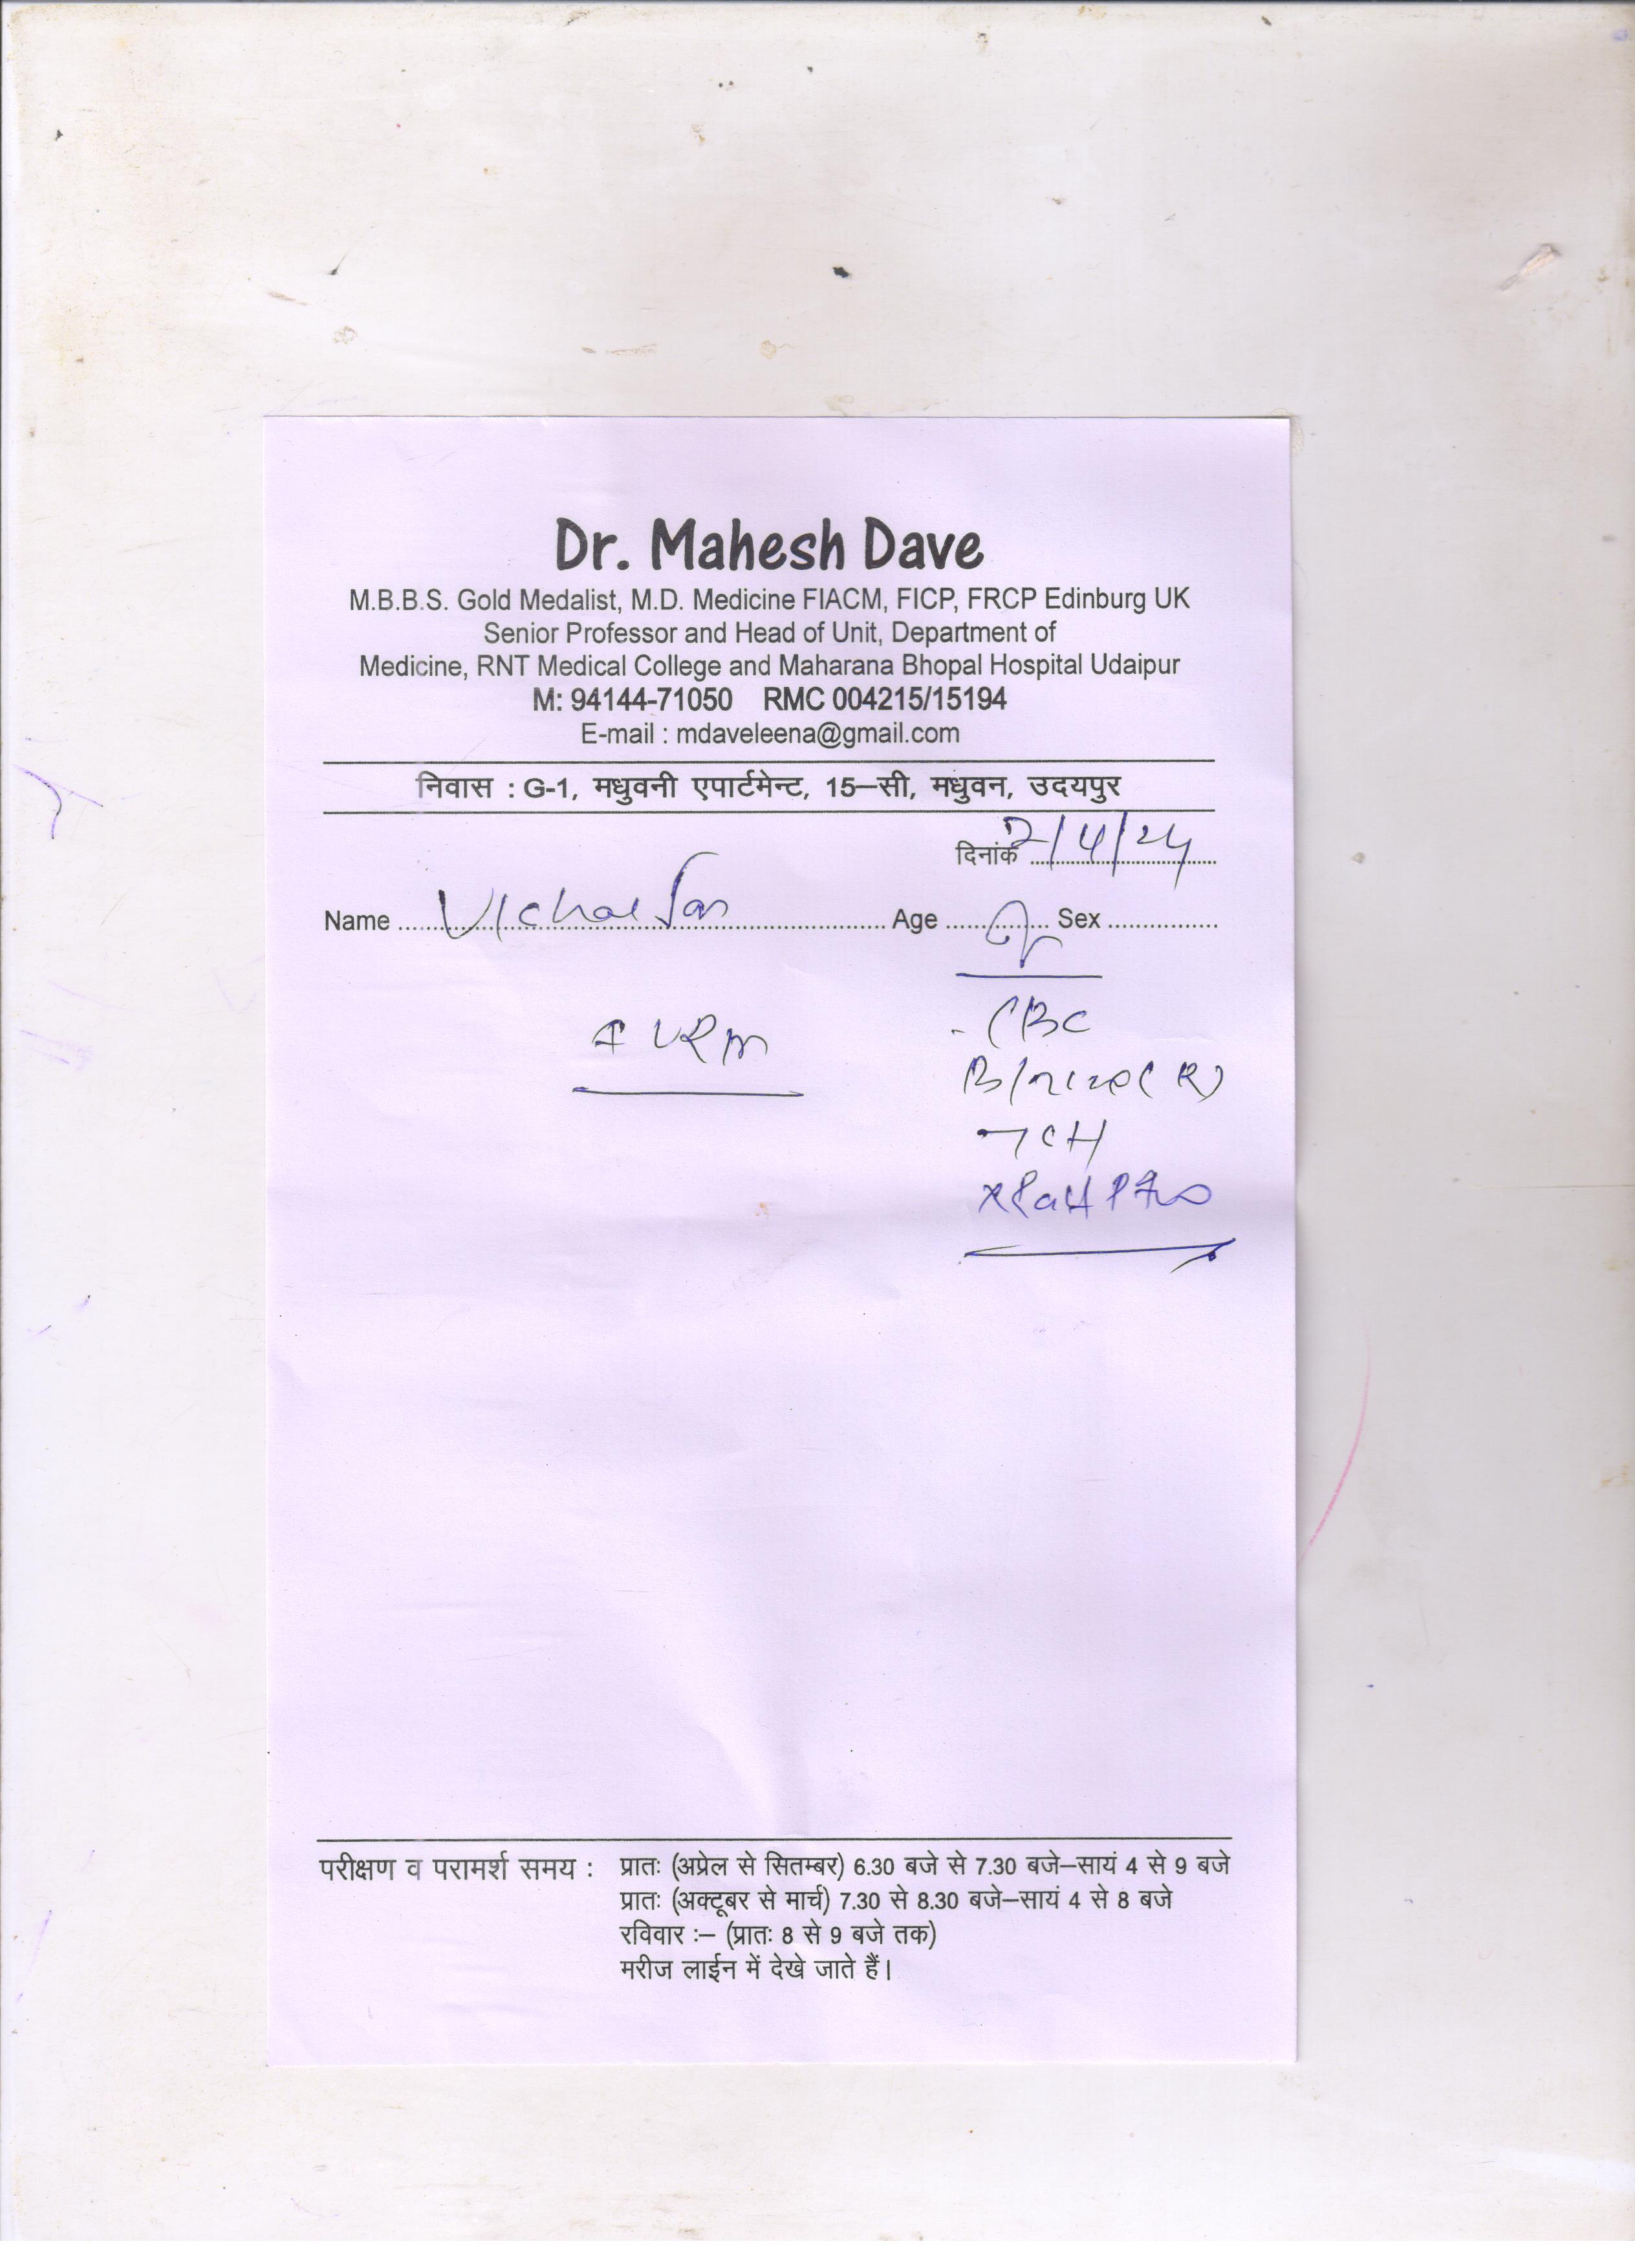 Dr. Mahesh Dave
M.B.B.S. Gold Medalist, M.D. Medicine FIACM, FICP, FRCP Edinburg UK
Senior Professor and Head of Unit, Department of
Medicine, RNT Medical College and Maharana Bhopal Hospital Udaipur
M: 94144-71050 RMC 004215/15194
E-mail : mdaveleena@gmail.com
निवास : G-1, मधुवनी एपार्टमेन्ट, 15–सी, मधुवन, उदयपुर
दिनांक 7/4/24
Name Age Sex
CBC
परीक्षण व परामर्श समय : प्रातः (अप्रेल से सितम्बर) 6.30 बजे से 7.30 बजे–सायं 4 से 9 बजे
प्रातः (अक्टूबर से मार्च) 7.30 से 8.30 बजे–सायं 4 से 8 बजे
रविवार :– (प्रातः 8 से 9 बजे तक)
मरीज लाईन में देखे जाते हैं।